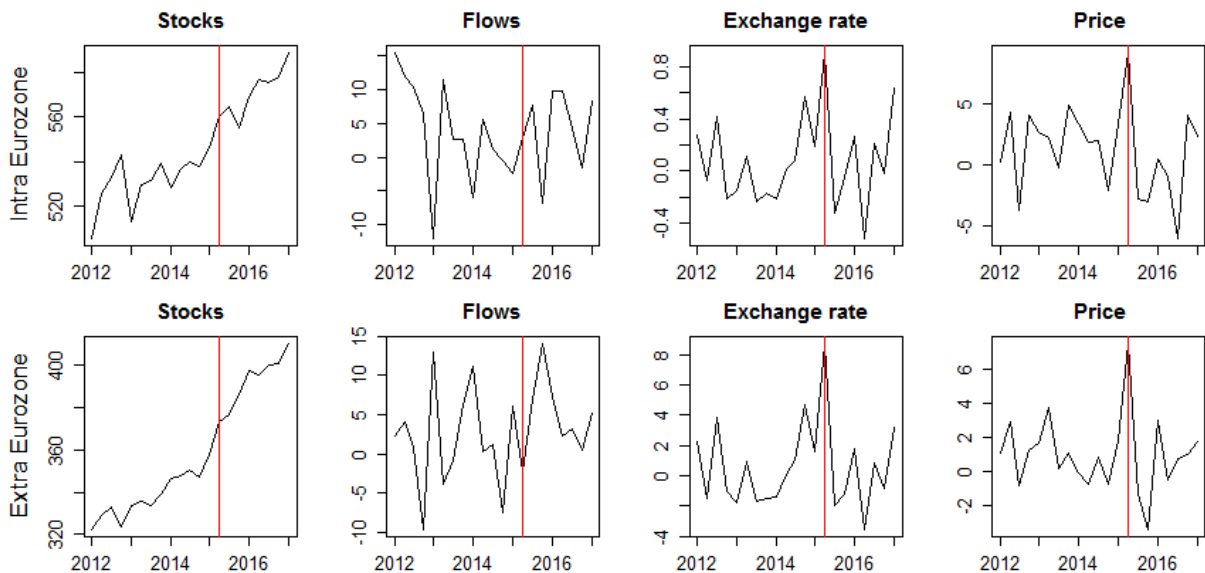 Stocks Flows Exchange rate Price
Intra Eurozone
520 560
-10 -5 0 5 10
-0.4 0.0 0.4 0.8
-5 0 5
2012 2014 2016 2012 2014 2016 2012 2014 2016 2012 2014 2016
Stocks Flows Exchange rate Price
Extra Eurozone
320 360 400
-10 -5 0 5 10 15
-4 0 2 4 6 8
-2 0 2 4 6
2012 2014 2016 2012 2014 2016 2012 2014 2016 2012 2014 2016